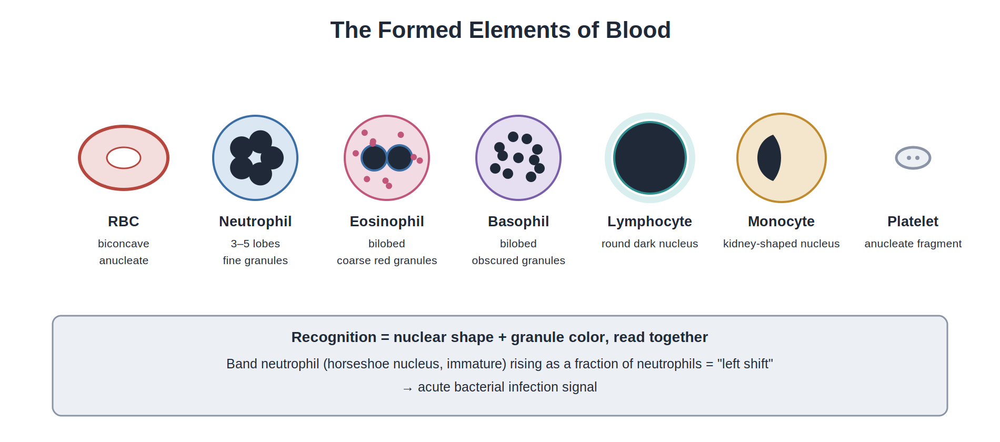 The Formed Elements of Blood
RBC
biconcave
anucleate
Neutrophil
3–5 lobes
fine granules
Eosinophil
bilobed
coarse red granules
Basophil
bilobed
obscured granules
Lymphocyte
round dark nucleus
Monocyte
kidney-shaped nucleus
Platelet
anucleate fragment
Recognition = nuclear shape + granule color, read together
Band neutrophil (horseshoe nucleus, immature) rising as a fraction of neutrophils = "left shift"
→ acute bacterial infection signal